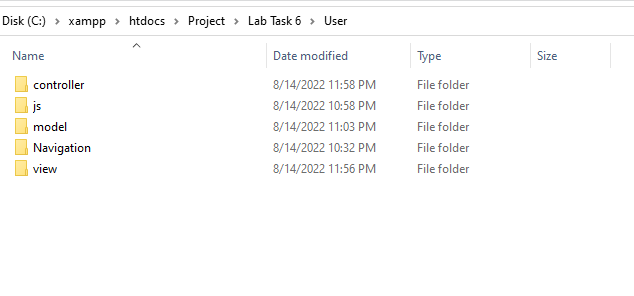 Disk (C:) > xampp > htdocs > Project > Lab Task 6 > User
Name Date modified Type Size
controller 8/14/2022 11:58 PM File folder
js 8/14/2022 10:58 PM File folder
model 8/14/2022 11:03 PM File folder
Navigation 8/14/2022 10:32 PM File folder
view 8/14/2022 11:56 PM File folder